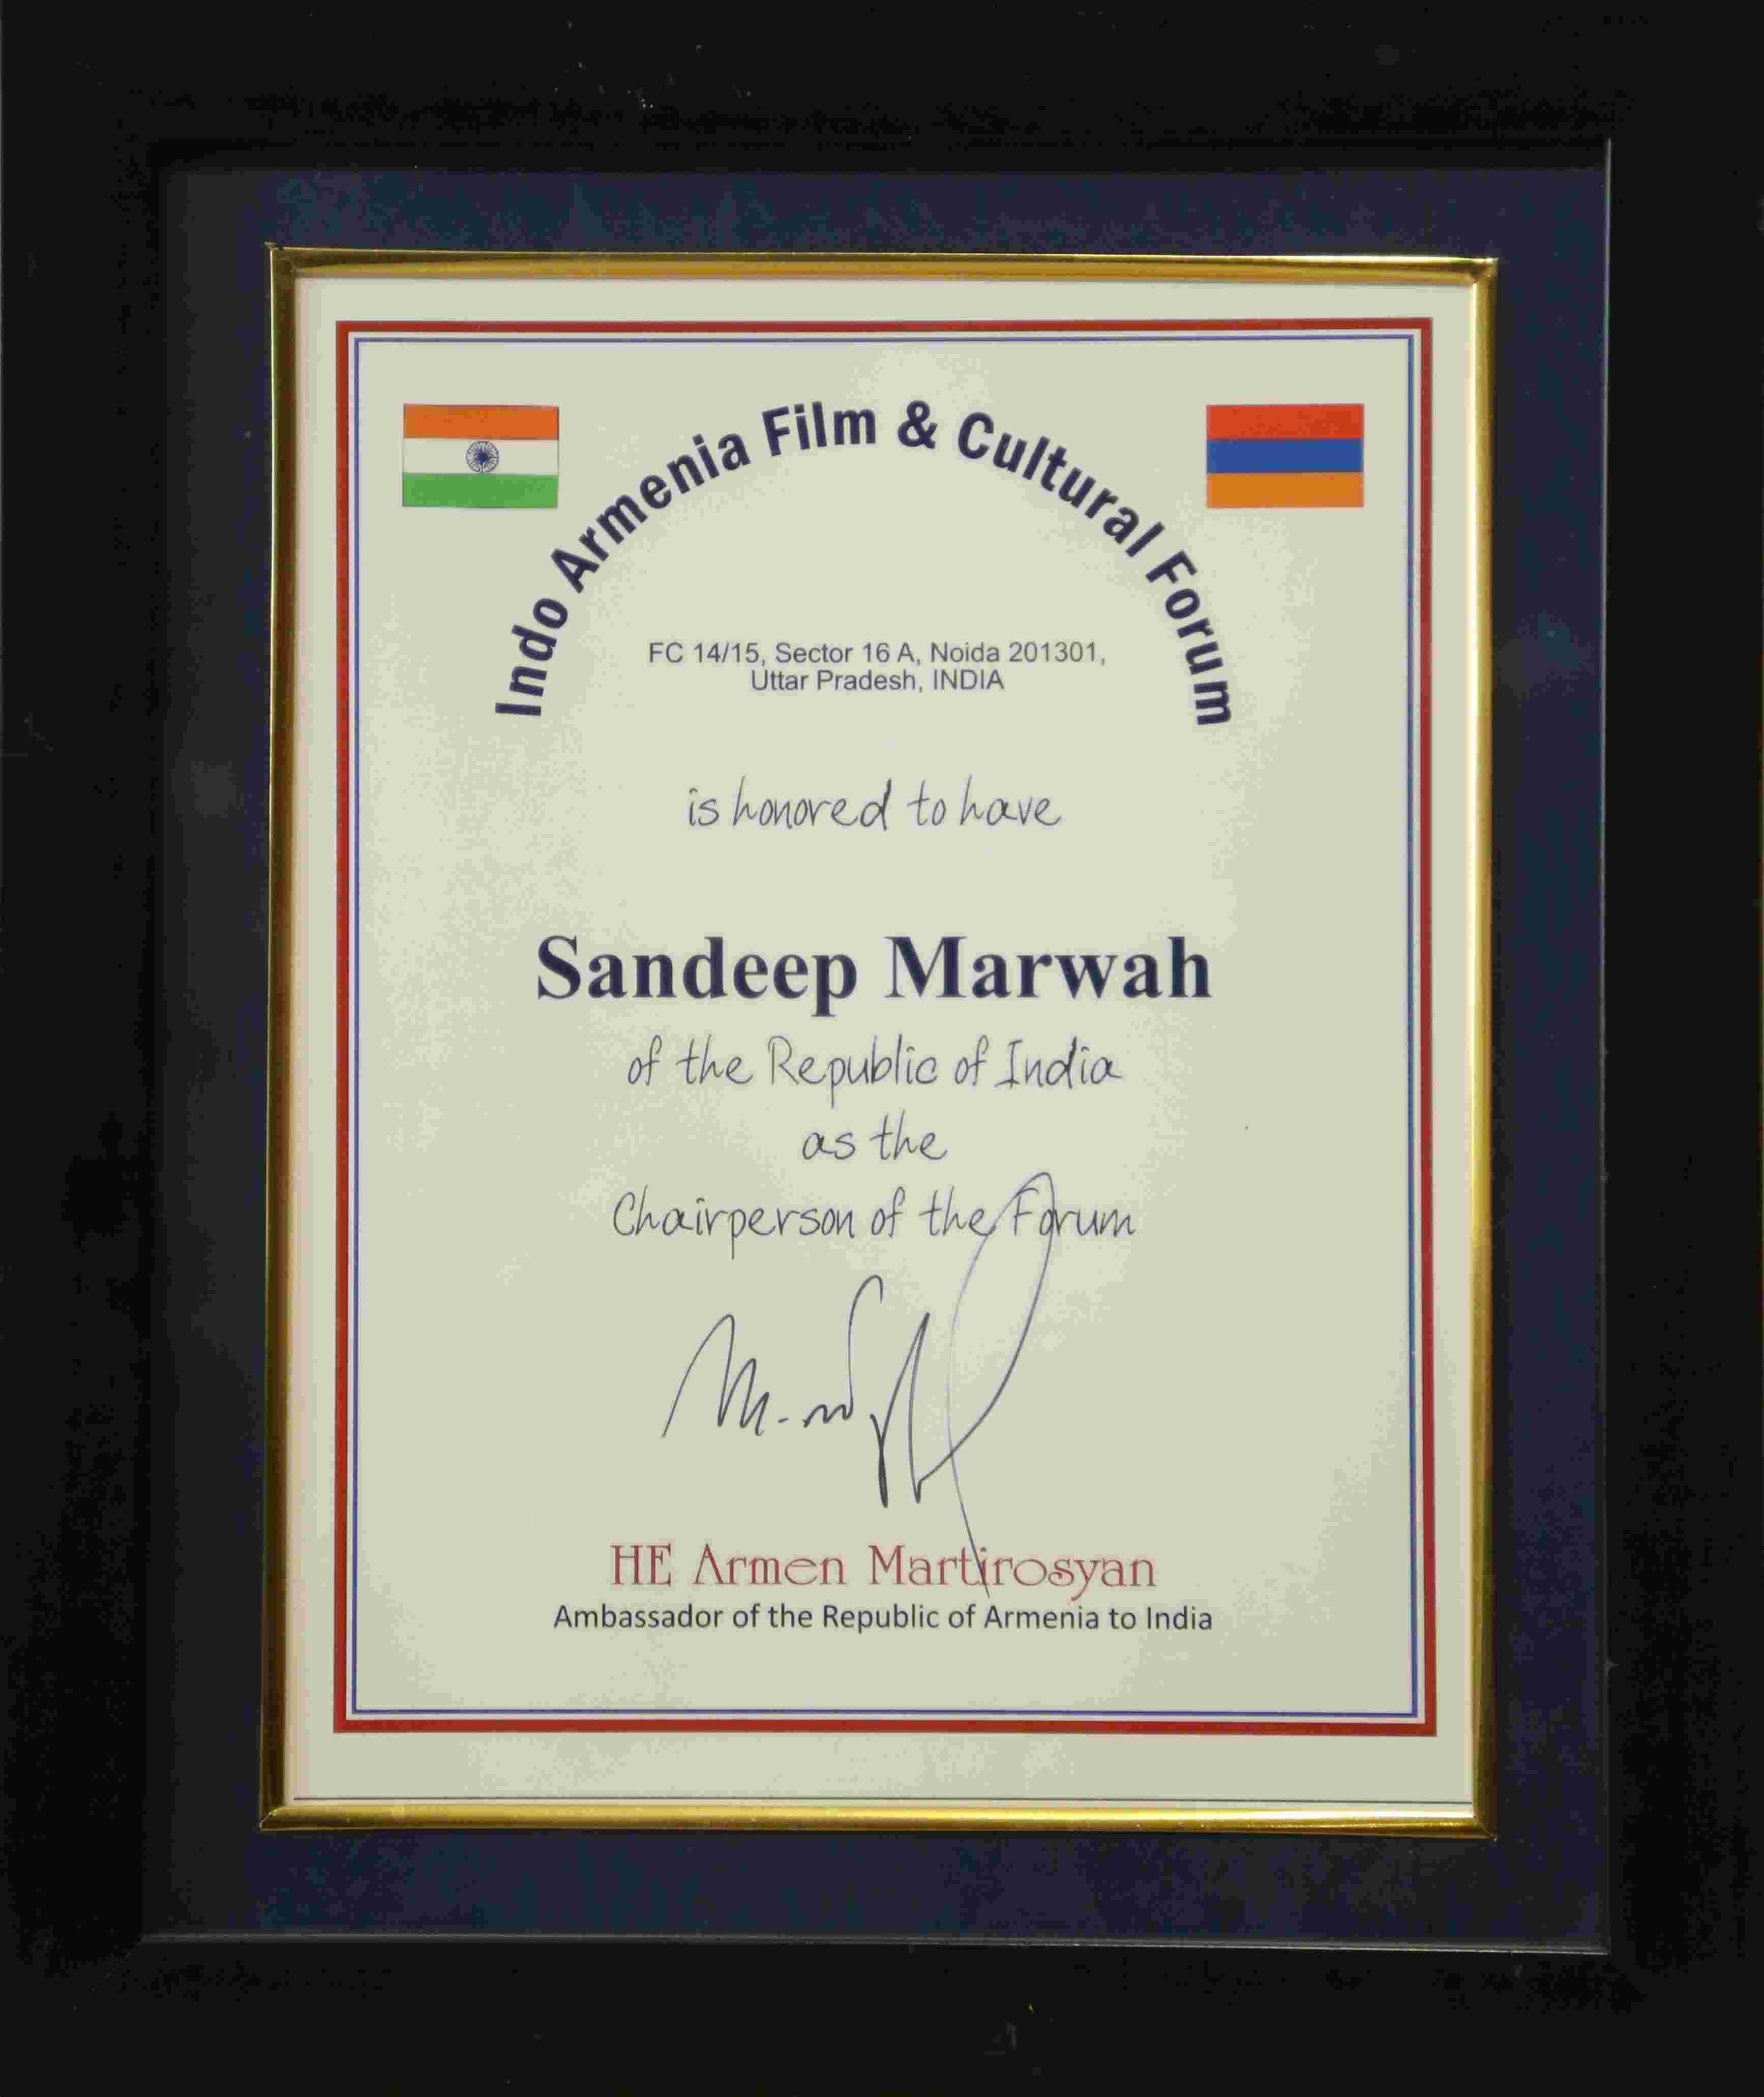 Indo Armenia Film & Cultural Forum
FC 14/15, Sector 16 A, Noida 201301,
Uttar Pradesh, INDIA
is honored to have
Sandeep Marwah
of the Republic of India
as the
Chairperson of the Forum
HE Armen Martirosyan
Ambassador of the Republic of Armenia to India